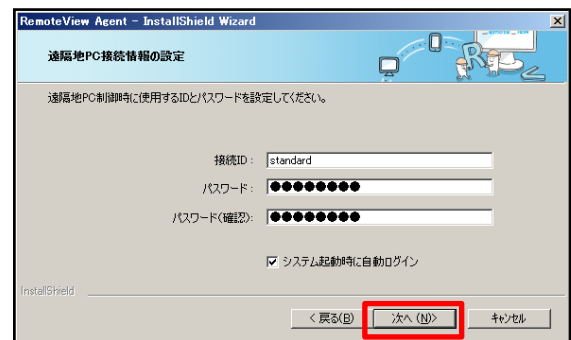 RemoteView Agent - InstallShield Wizard
遠隔地PC接続情報の設定
遠隔地PC制御時に使用するIDとパスワードを設定してください。
接続ID： standard
パスワード： ●●●●●●●●
パスワード(確認)： ●●●●●●●●
システム起動時に自動ログイン
InstallShield
< 戻る(B) 次へ (N)> キャンセル